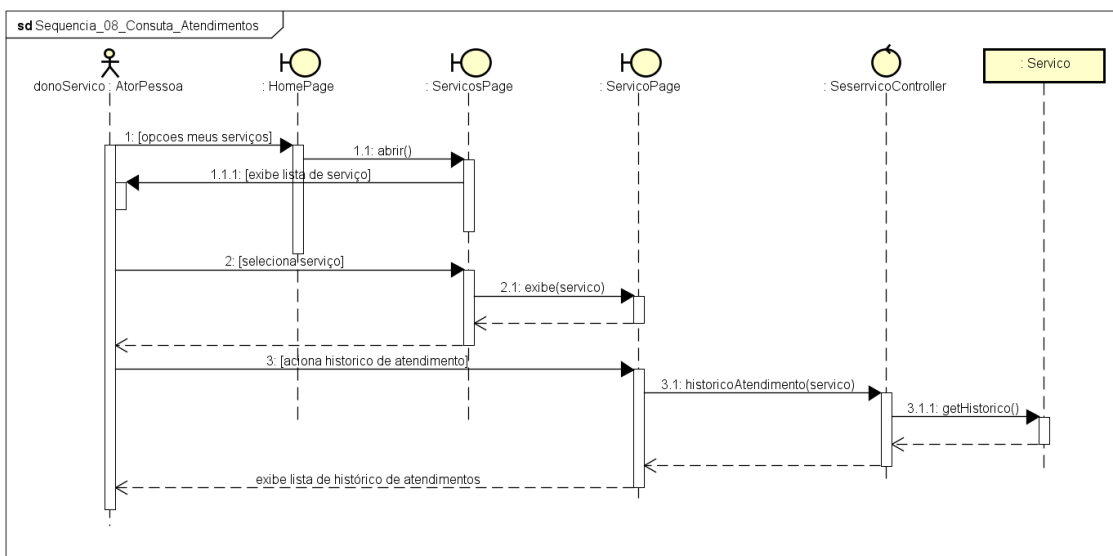 sd Sequencia_08_Consuta_Atendimentos
donoServico : AtorPessoa
: HomePage
: ServicosPage
: ServicoPage
: SeserrvicoController
: Servico
1: [opcoes meus serviços]
1.1: abrir()
1.1.1: [exibe lista de serviço]
2: [seleciona serviço]
2.1: exibe(servico)
3: [aciona historico de atendimento]
3.1: historicoAtendimento(servico)
3.1.1: getHistorico()
exibe lista de histórico de atendimentos